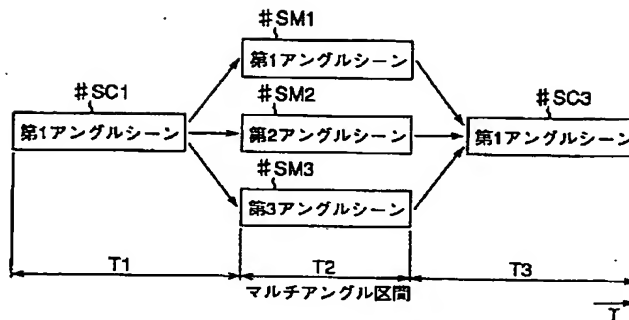 #SM1
第1アングルシーン
#SC1
第1アングルシーン
#SM2
第2アングルシーン
#SC3
第1アングルシーン
#SM3
第3アングルシーン
T1
T2
T3
マルチアングル区間
T